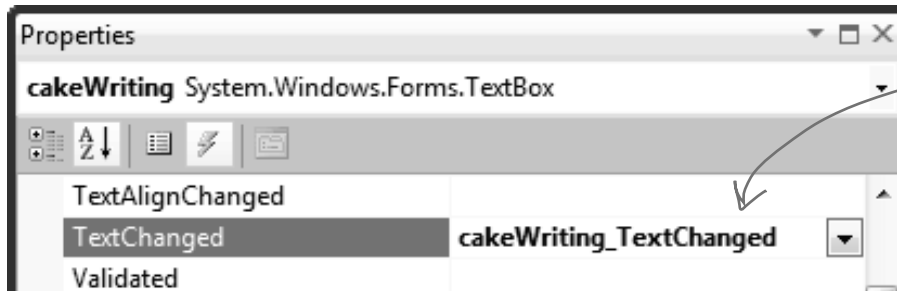 Properties
cakeWriting System.Windows.Forms.TextBox
A Z
TextAlignChanged
TextChanged cakeWriting_TextChanged
Validated